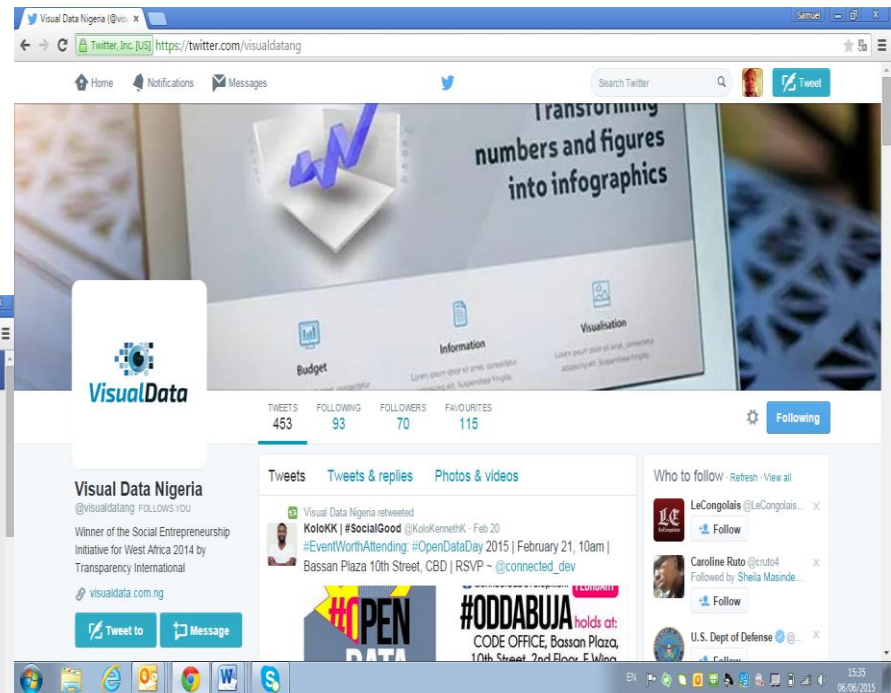 Visual Data Nigeria (@visu
Samuel
Twitter, Inc. [US] https://twitter.com/visualdatang
Home Notifications Messages
Search Twitter
Tweet
Transforming
numbers and figures
into infographics
Budget
Information
Visualisation
VisualData
TWEETS FOLLOWING FOLLOWERS FAVOURITES
453 93 70 115
Following
Visual Data Nigeria
@visualdatang FOLLOWS YOU
Winner of the Social Entrepreneurship
Initiative for West Africa 2014 by
Transparency International
visualdata.com.ng
Tweet to Message
Tweets Tweets & replies Photos & videos
Visual Data Nigeria retweeted
KoloKK | #SocialGood @KoloKennethK · Feb 20
#EventWorthAttending: #OpenDataDay 2015 | February 21, 10am |
Bassan Plaza 10th Street, CBD | RSVP ~ @connected_dev
#OPEN
DATA
FEBRUARY
#ODDABUJA holds at:
CODE OFFICE, Bassan Plaza,
10th Street, 2nd Floor, F Wing
Who to follow · Refresh · View all
LeCongolais @LeCongolais...
Follow
Caroline Ruto @cruto4
Followed by Sheila Masinde...
Follow
U.S. Dept of Defense @...
Follow
EN
15:35
06/06/2015